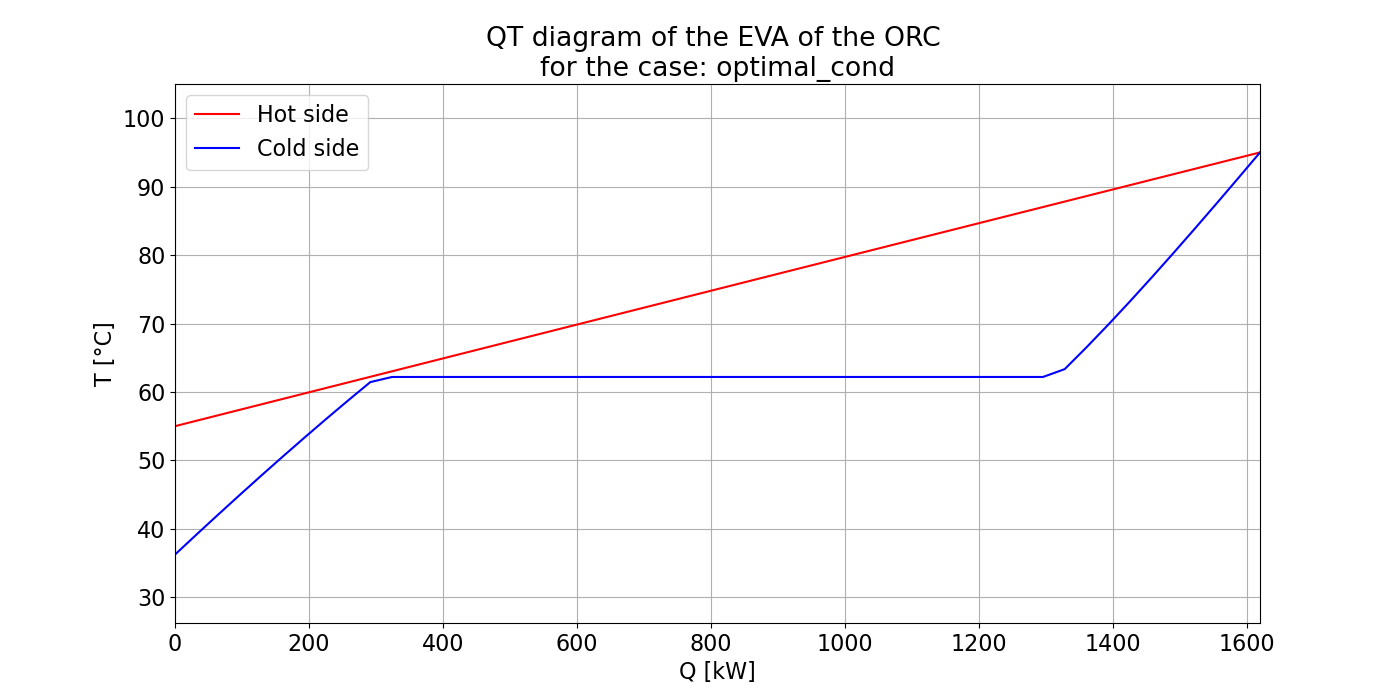 QT diagram of the EVA of the ORC
for the case: optimal_cond
Hot side
Cold side
T [°C]
100
90
80
70
60
50
40
30
0 200 400 600 800 1000 1200 1400 1600
Q [kW]